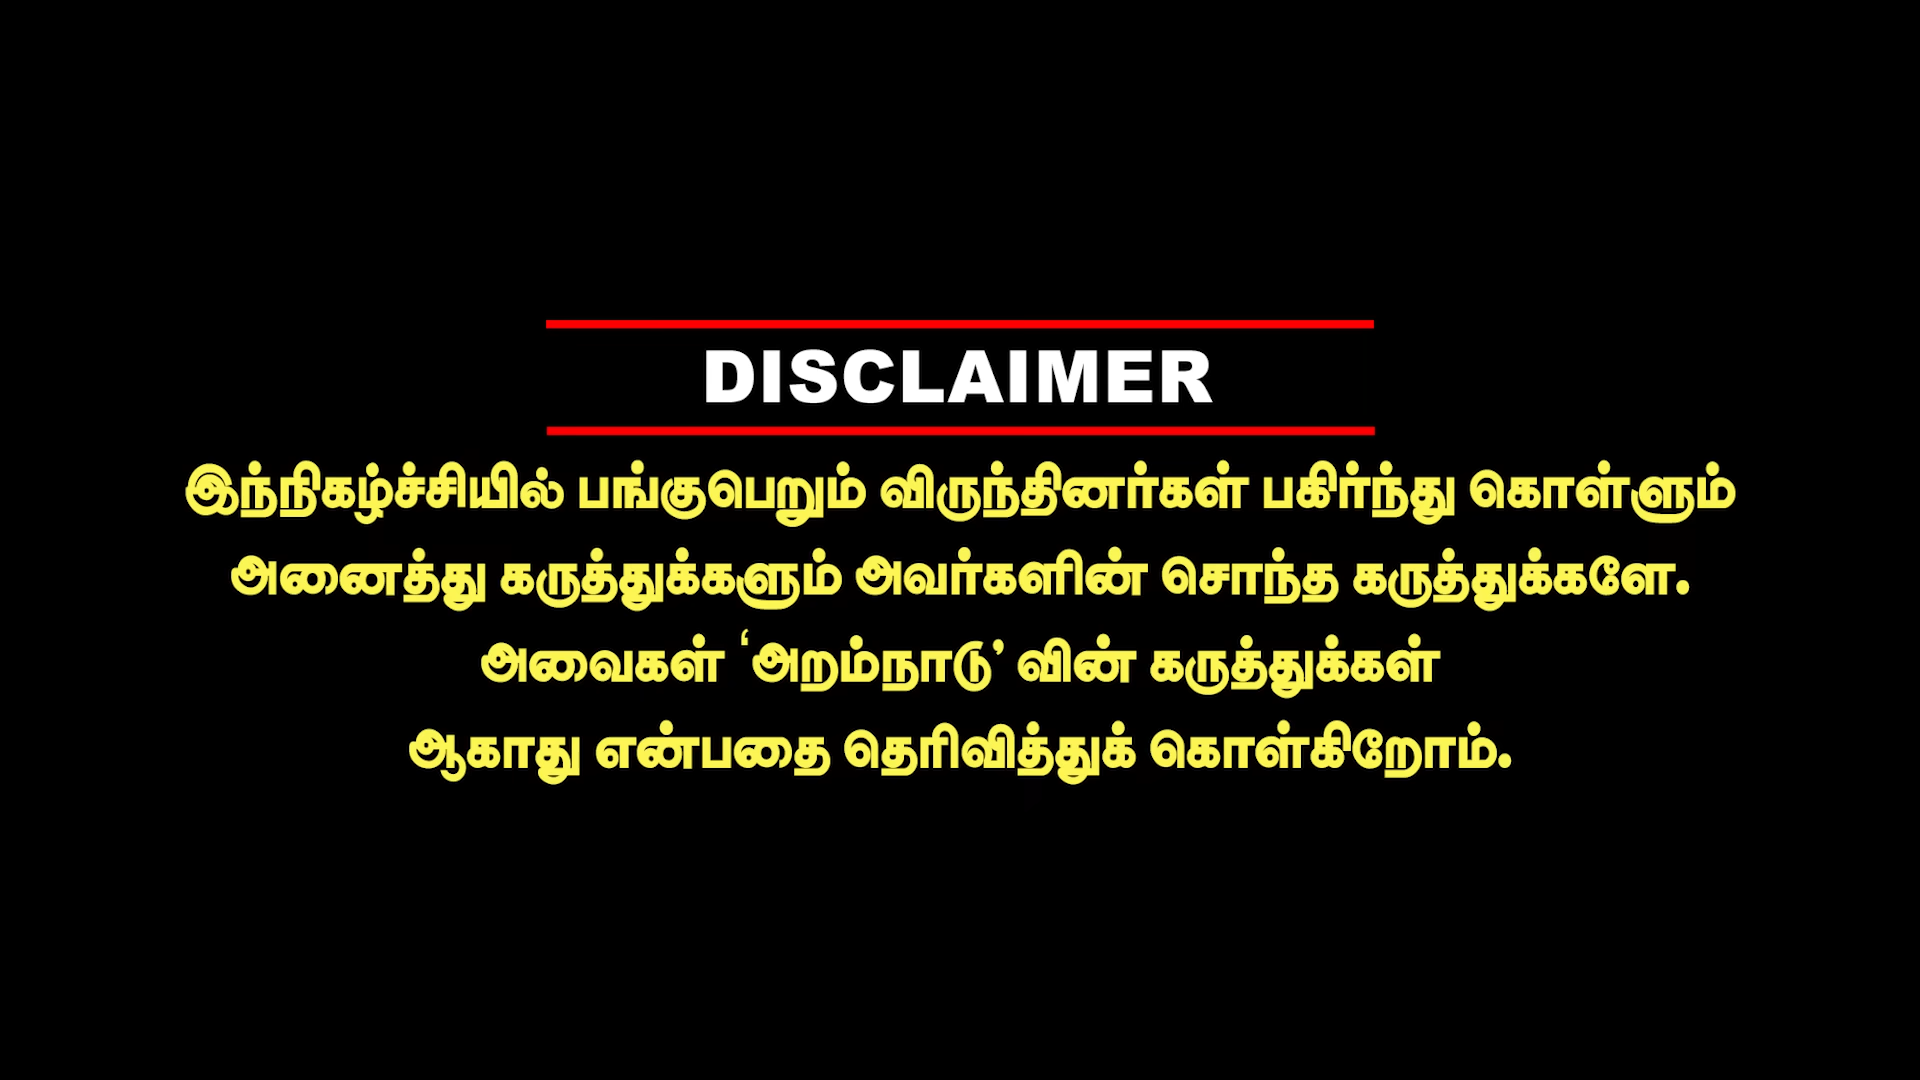 DISCLAIMER
இந்நிகழ்ச்சியில் பங்குபெறும் விருந்தினர்கள் பகிர்ந்து கொள்ளும்
அனைத்து கருத்துக்களும் அவர்களின் சொந்த கருத்துக்களே.
அவைகள் ‘அறம்நாடு’ வின் கருத்துக்கள்
ஆகாது என்பதை தெரிவித்துக் கொள்கிறோம்.